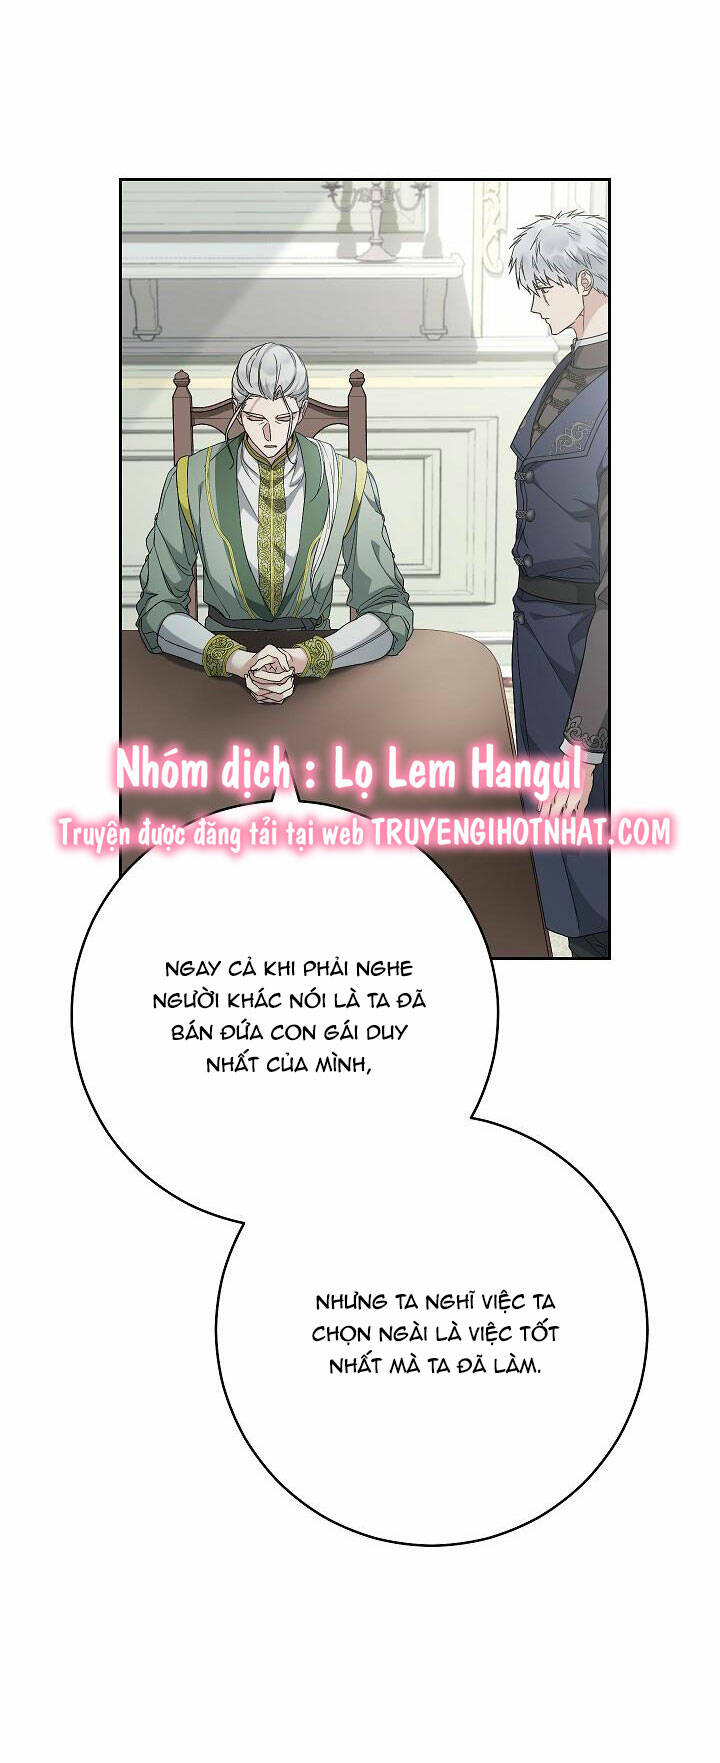 Nhóm dịch : Lọ Lem Hangul
Truyện được đăng tải tại web TRUYENGIHOTNHAT.COM
NGAY CẢ KHI PHẢI NGHE
NGƯỜI KHÁC NÓI LÀ TA ĐÃ
BÁN ĐỨA CON GÁI DUY
NHẤT CỦA MÌNH,
NHƯNG TA NGHĨ VIỆC TA
CHỌN NGÀI LÀ VIỆC TỐT
NHẤT MÀ TA ĐÃ LÀM.